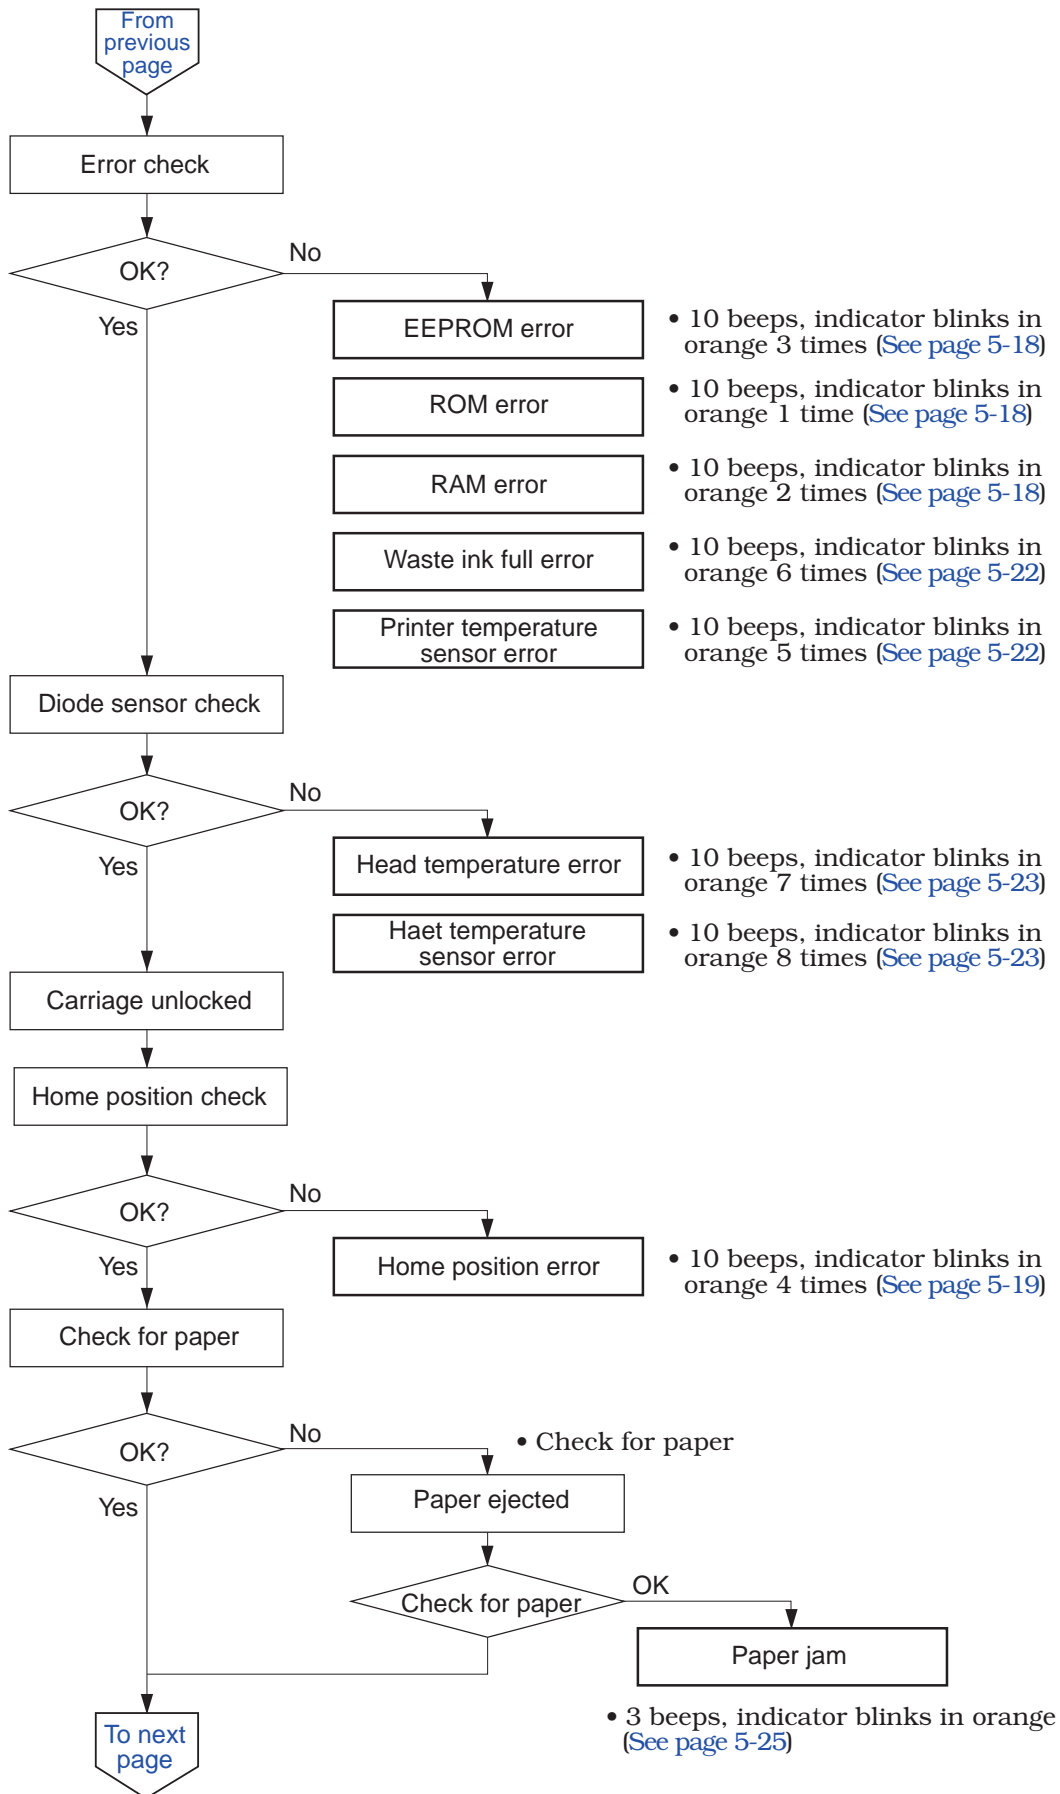 From
previous
page
Error check
OK?
No
Yes
EEPROM error
• 10 beeps, indicator blinks in
orange 3 times (See page 5-18)
ROM error
• 10 beeps, indicator blinks in
orange 1 time (See page 5-18)
RAM error
• 10 beeps, indicator blinks in
orange 2 times (See page 5-18)
Waste ink full error
• 10 beeps, indicator blinks in
orange 6 times (See page 5-22)
Printer temperature
sensor error
• 10 beeps, indicator blinks in
orange 5 times (See page 5-22)
Diode sensor check
OK?
No
Yes
Head temperature error
• 10 beeps, indicator blinks in
orange 7 times (See page 5-23)
Haet temperature
sensor error
• 10 beeps, indicator blinks in
orange 8 times (See page 5-23)
Carriage unlocked
Home position check
OK?
No
Yes
Home position error
• 10 beeps, indicator blinks in
orange 4 times (See page 5-19)
Check for paper
OK?
No
Yes
• Check for paper
Paper ejected
Check for paper
OK
Paper jam
• 3 beeps, indicator blinks in orange
(See page 5-25)
To next
page